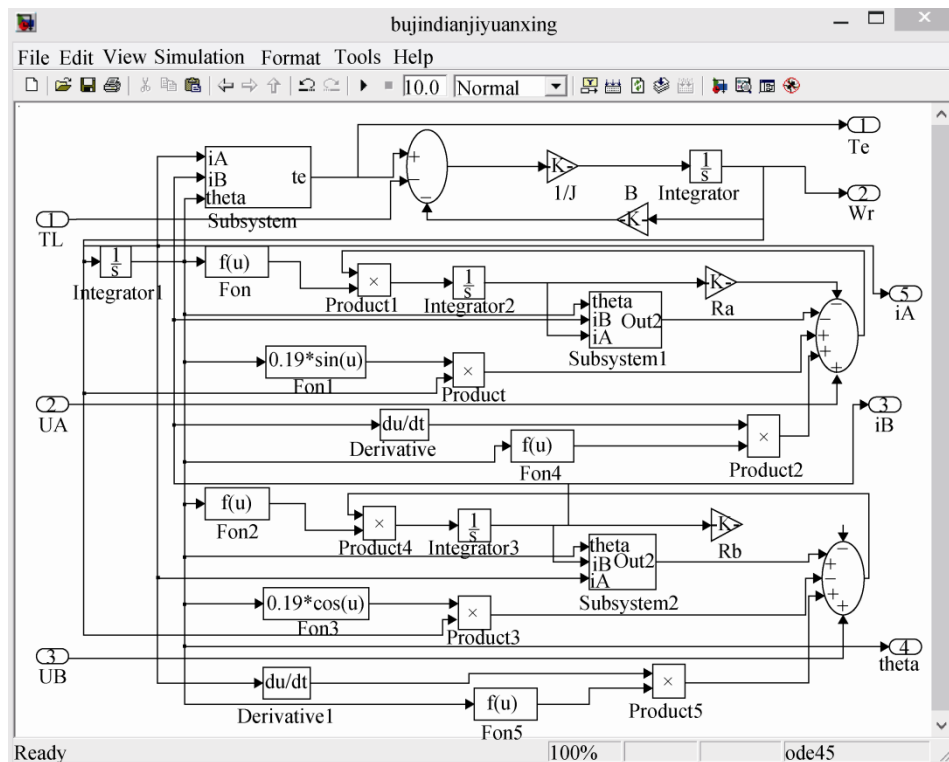 bujindianjiyuanxing
File Edit View Simulation Format Tools Help
10.0 Normal
1
Te
iA
iB
theta
te
Subsystem
+
−
−
K-
1/J
1/s
Integrator
B
K-
2
Wr
1
TL
1/s
Integrator1
f(u)
Fon
×
Product1
1/s
Integrator2
K-
Ra
5
iA
theta
iB
iA
Out2
Subsystem1
−
−
+
+
+
0.19*sin(u)
Fon1
×
Product
2
UA
3
iB
du/dt
Derivative
f(u)
Fon4
×
Product2
f(u)
Fon2
×
Product4
1/s
Integrator3
K-
Rb
theta
iB
iA
Out2
Subsystem2
−
+
−
+
+
0.19*cos(u)
Fon3
×
Product3
3
UB
4
theta
du/dt
Derivative1
f(u)
Fon5
×
Product5
Ready 100% ode45